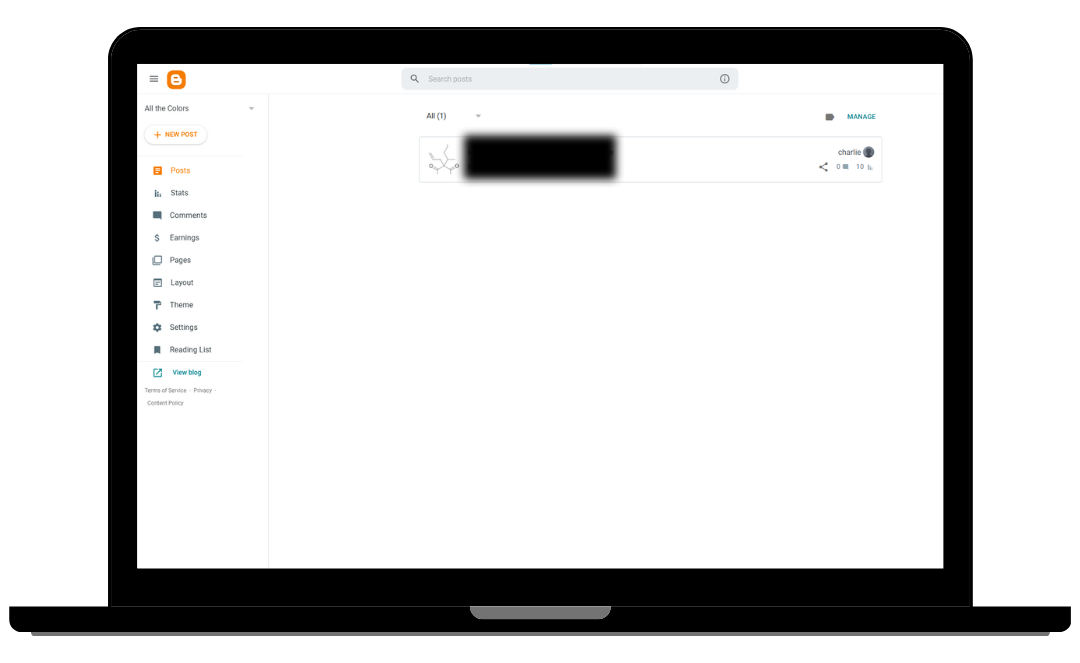 Search posts
All the Colors
+ NEW POST
Posts
Stats
Comments
Earnings
Pages
Layout
Theme
Settings
Reading List
View blog
Terms of Service · Privacy ·
Content Policy
All (1)
MANAGE
charlie
0
10